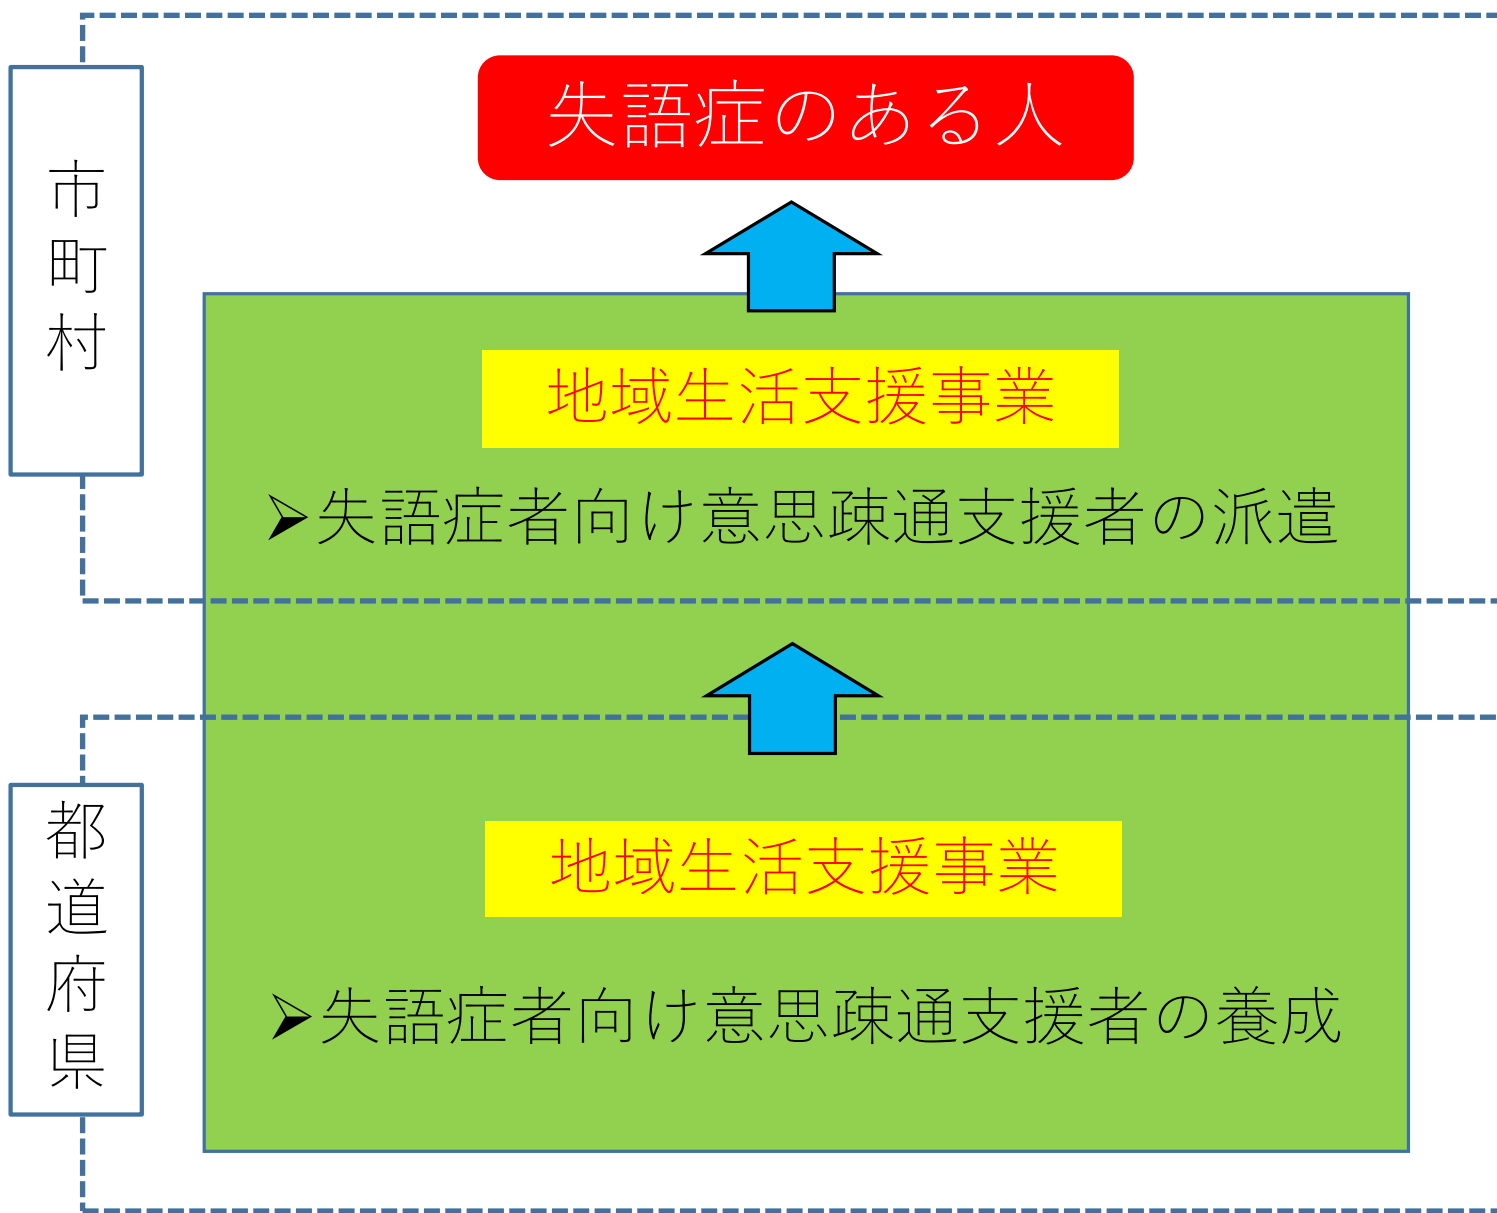 失語症のある人
市町村
地域生活支援事業
➢失語症者向け意思疎通支援者の派遣
都道府県
地域生活支援事業
➢失語症者向け意思疎通支援者の養成